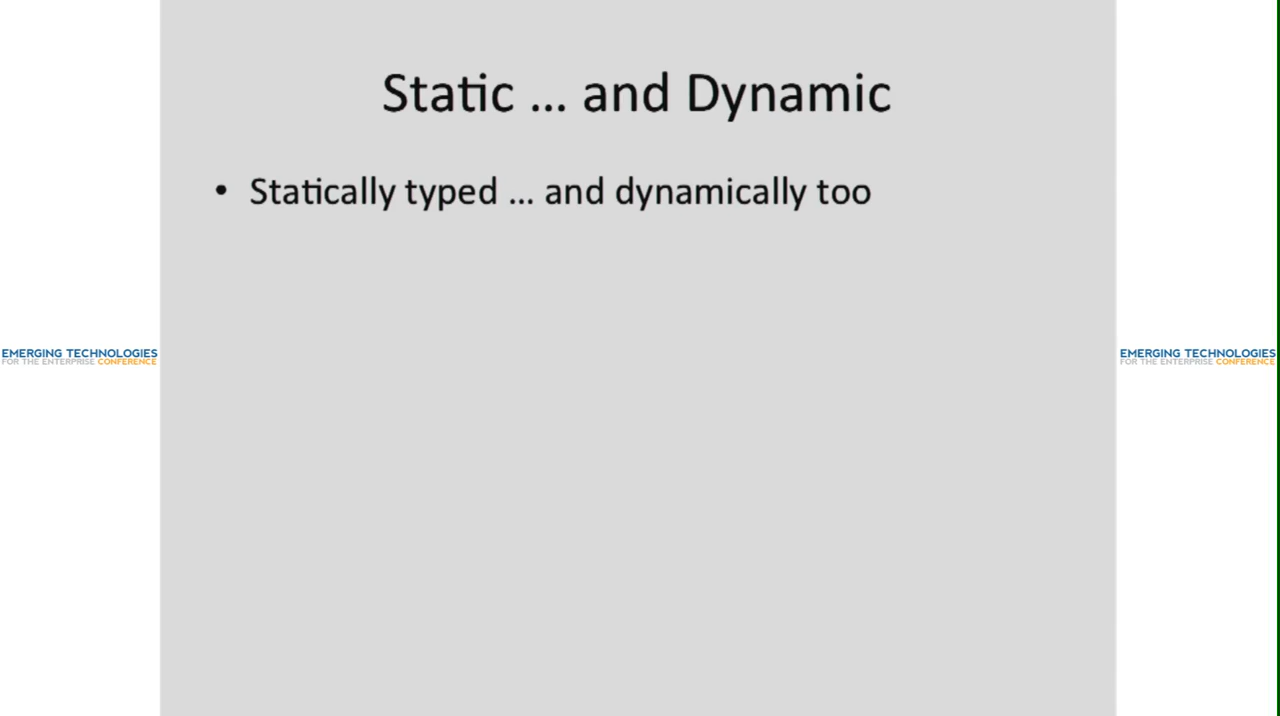 Static ... and Dynamic
• Statically typed ... and dynamically too
EMERGING TECHNOLOGIES
FOR THE ENTERPRISE CONFERENCE
EMERGING TECHNOLOGIES
FOR THE ENTERPRISE CONFERENCE